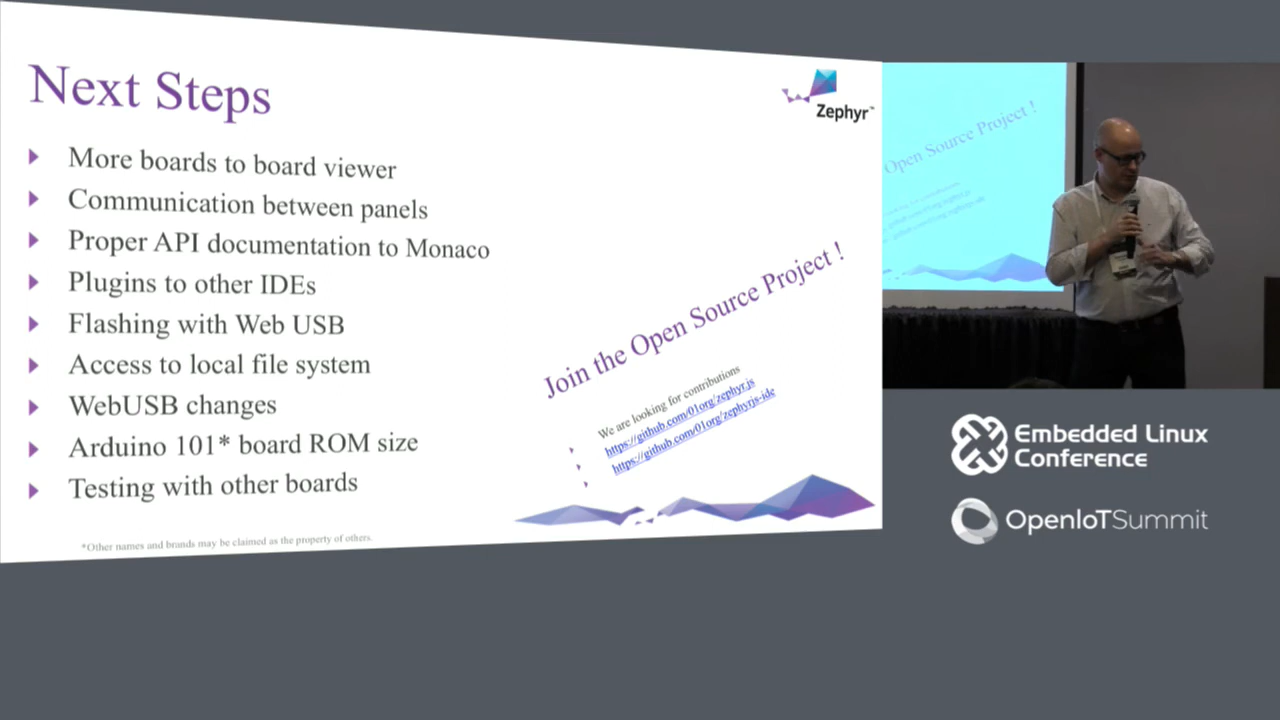 Next Steps
Zephyr™
More boards to board viewer
Communication between panels
Proper API documentation to Monaco
Plugins to other IDEs
Flashing with Web USB
Access to local file system
WebUSB changes
Arduino 101* board ROM size
Testing with other boards
Join the Open Source Project !
We are looking for contributions
https://github.com/01org/zephyr.js
https://github.com/01org/zephyrjs-ide
*Other names and brands may be claimed as the property of others.
Open Source Project !
Embedded Linux
Conference
OpenIoTSummit